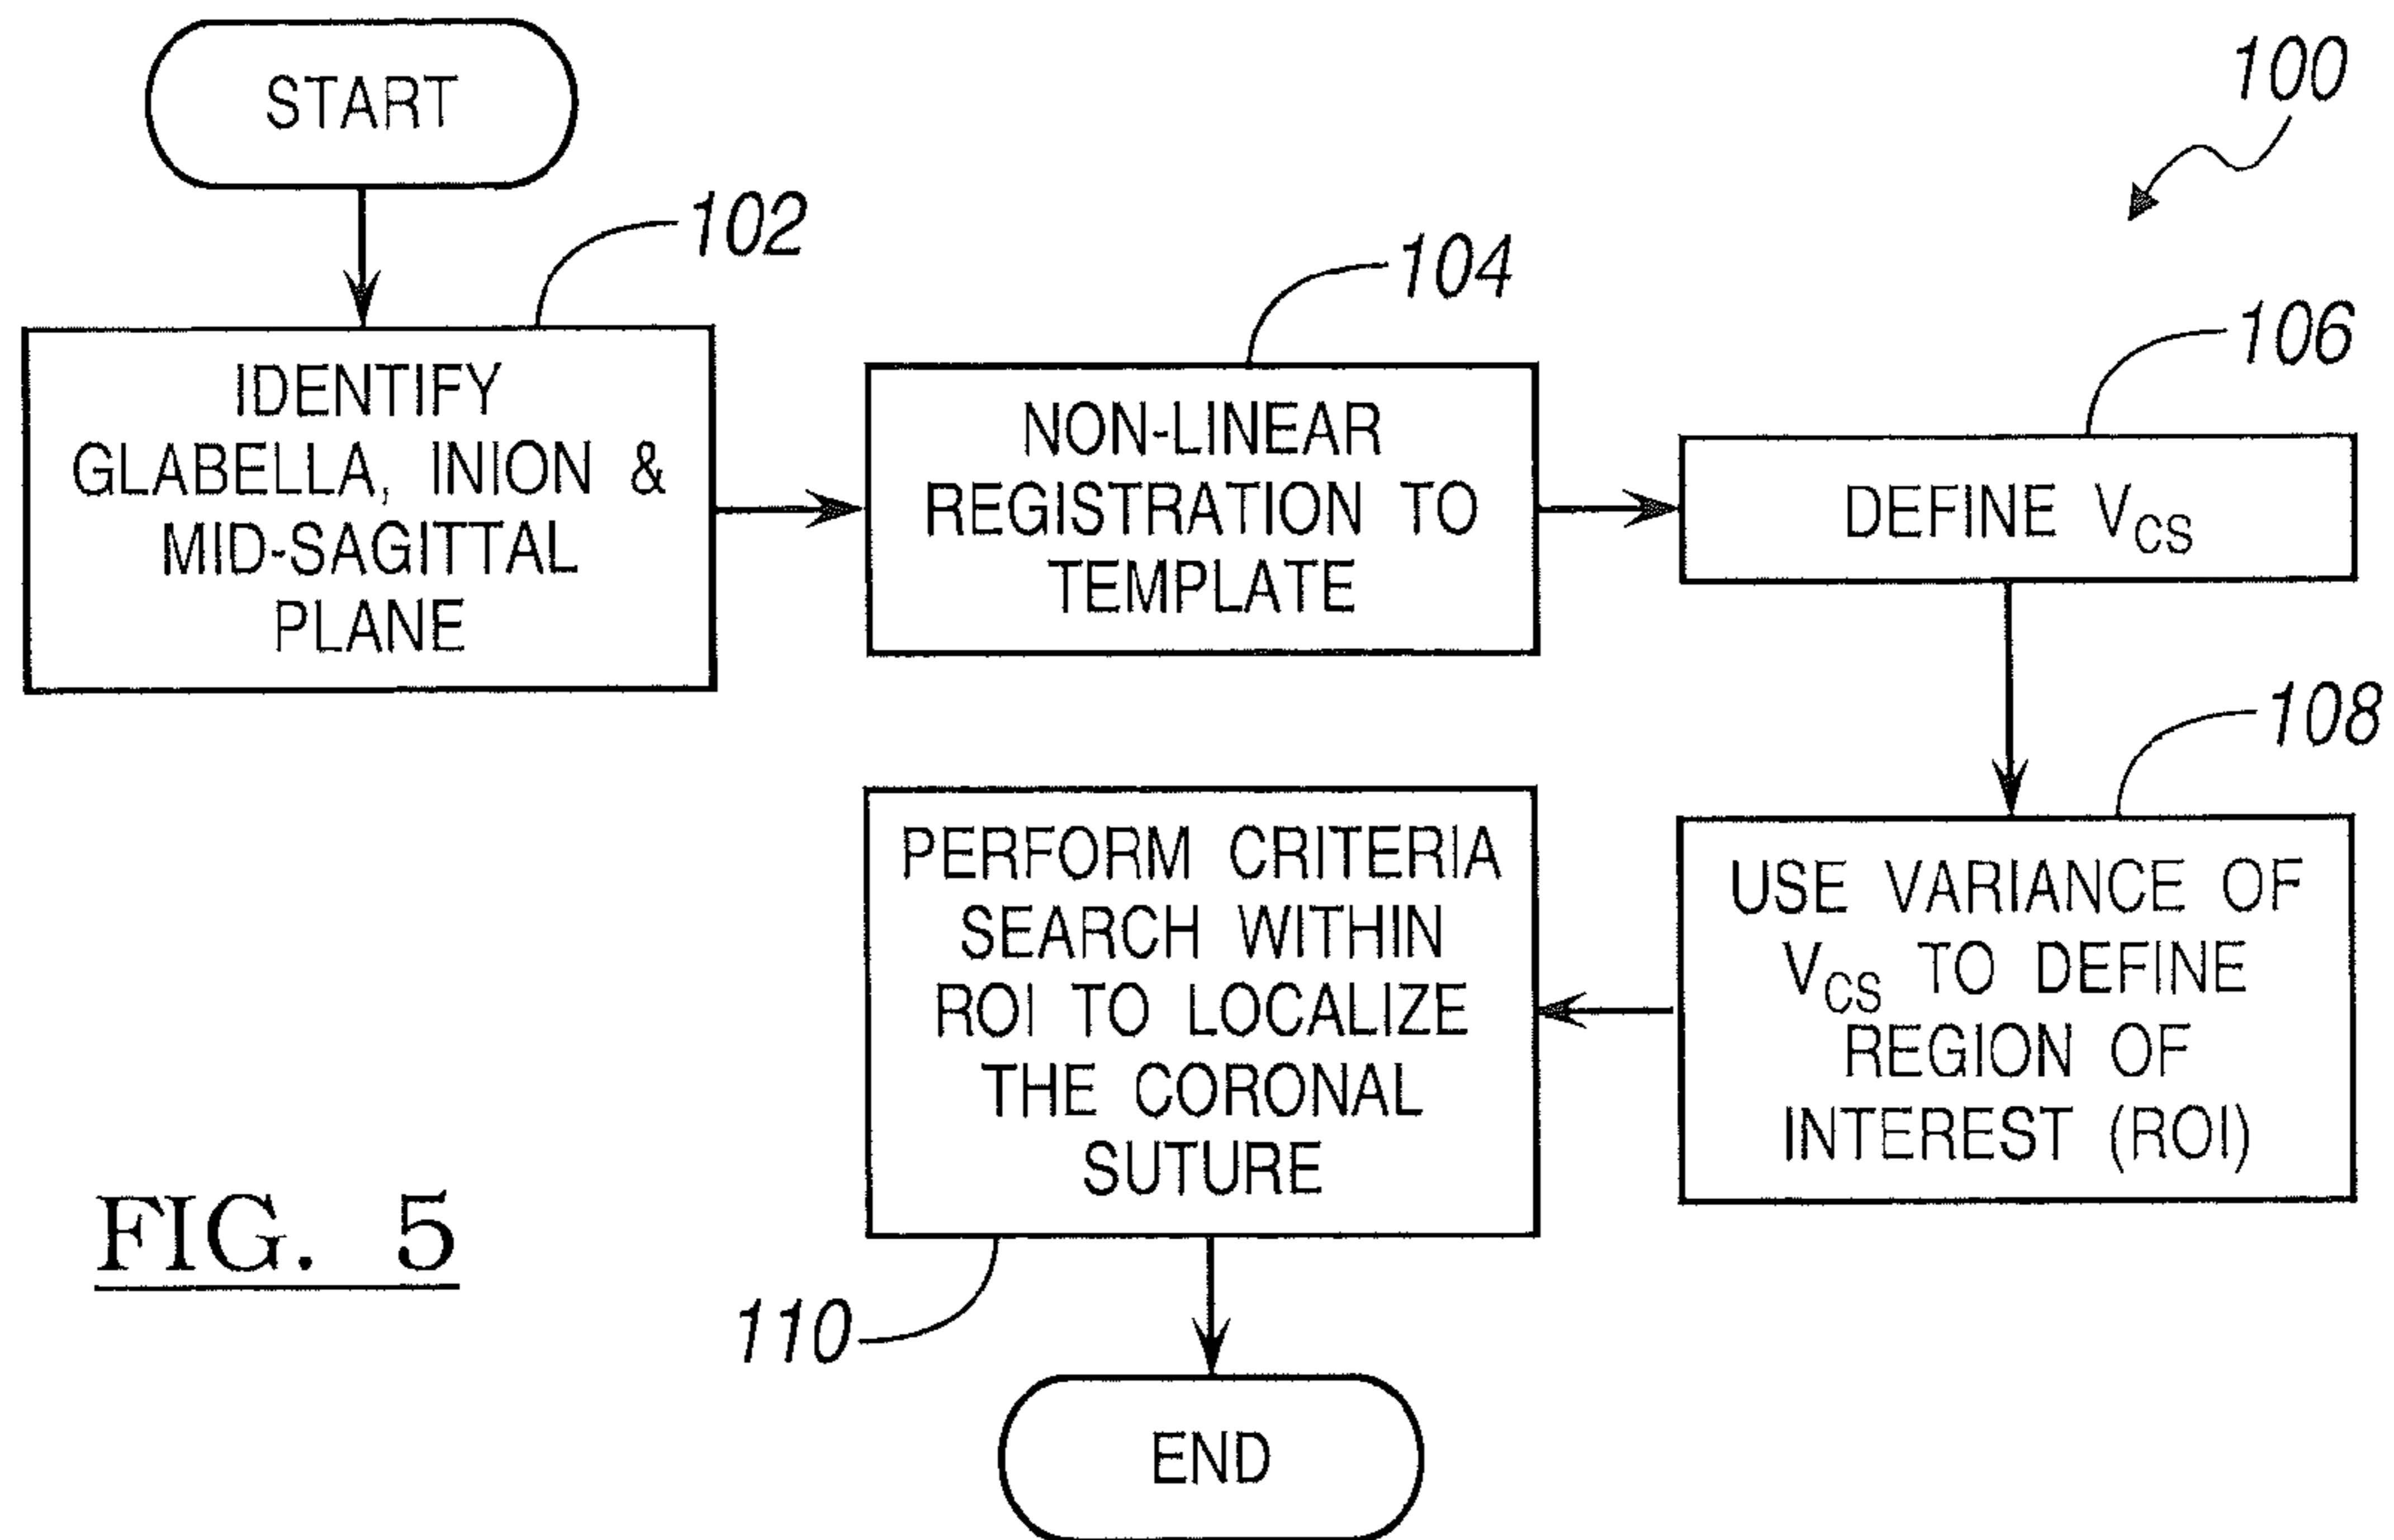 START
100
102
IDENTIFY
GLABELLA, INION &
MID-SAGITTAL
PLANE
104
NON-LINEAR
REGISTRATION TO
TEMPLATE
106
DEFINE V_CS
108
USE VARIANCE OF
V_CS TO DEFINE
REGION OF
INTEREST (ROI)
PERFORM CRITERIA
SEARCH WITHIN
ROI TO LOCALIZE
THE CORONAL
SUTURE
110
END
FIG. 5